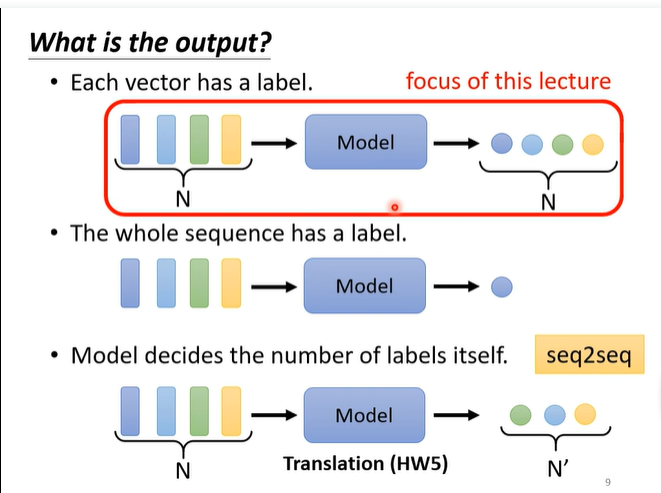 What is the output?
• Each vector has a label.
focus of this lecture
Model
N
N
• The whole sequence has a label.
Model
• Model decides the number of labels itself.
seq2seq
Model
N
Translation (HW5)
N’
9